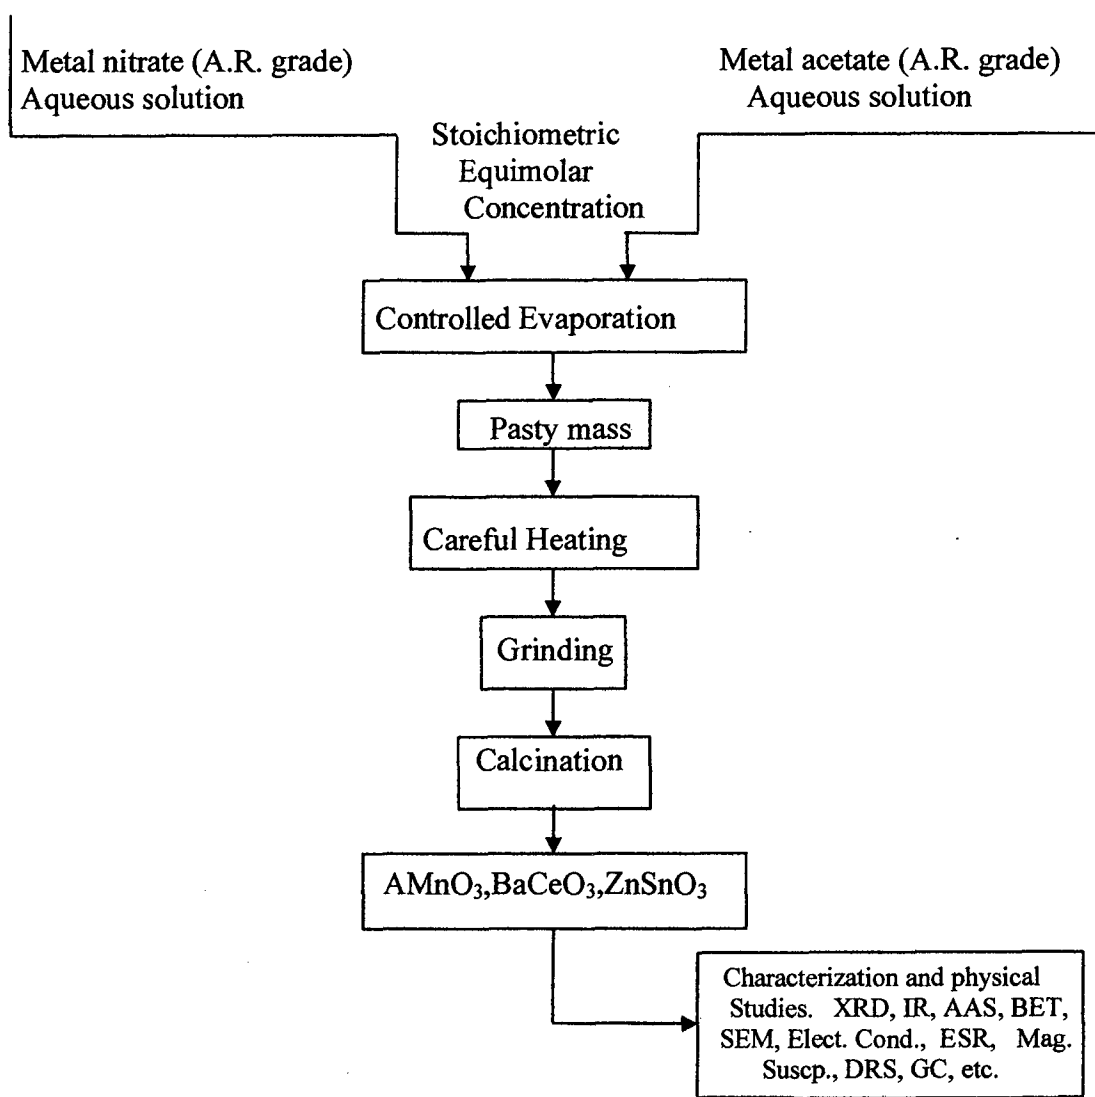 Metal nitrate (A.R. grade)
Aqueous solution
Metal acetate (A.R. grade)
Aqueous solution
Stoichiometric
Equimolar
Concentration
Controlled Evaporation
Pasty mass
Careful Heating
Grinding
Calcination
AMnO₃,BaCeO₃,ZnSnO₃
Characterization and physical
Studies. XRD, IR, AAS, BET,
SEM, Elect. Cond., ESR, Mag.
Suscp., DRS, GC, etc.